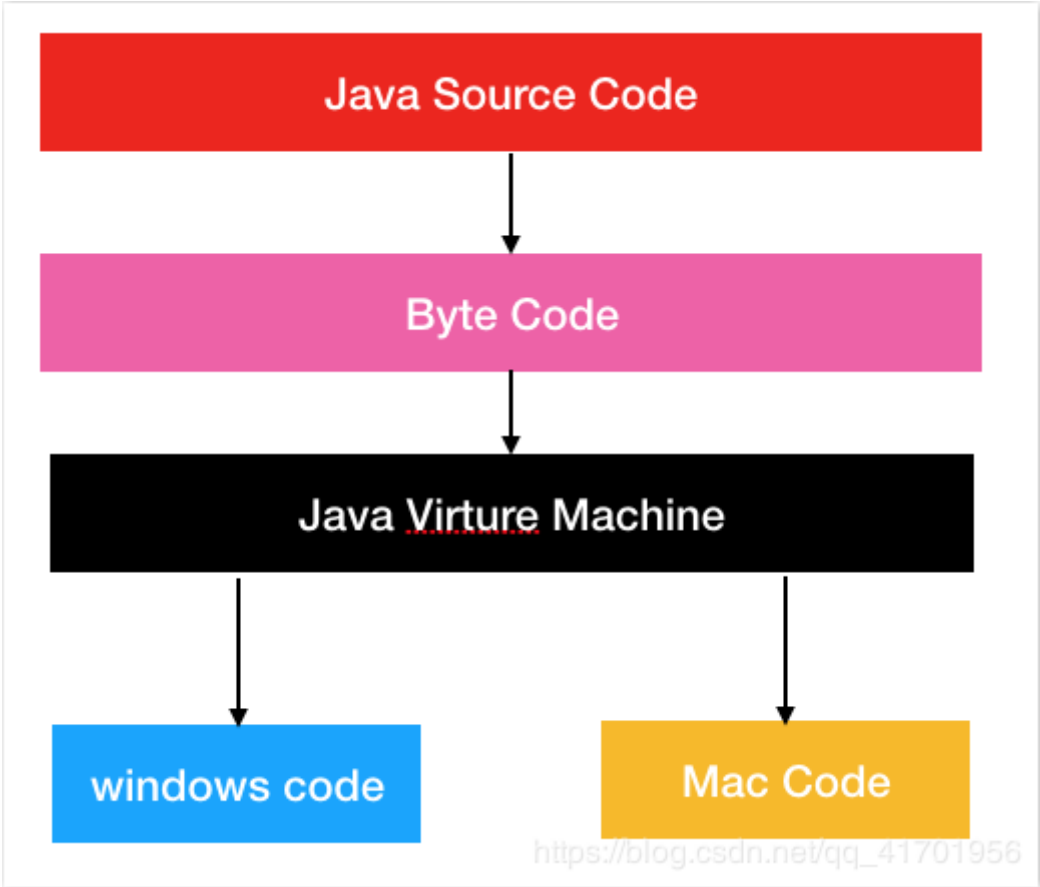 Java Source Code
Byte Code
Java Virture Machine
windows code
Mac Code
https://blog.csdn.net/qq_41701956